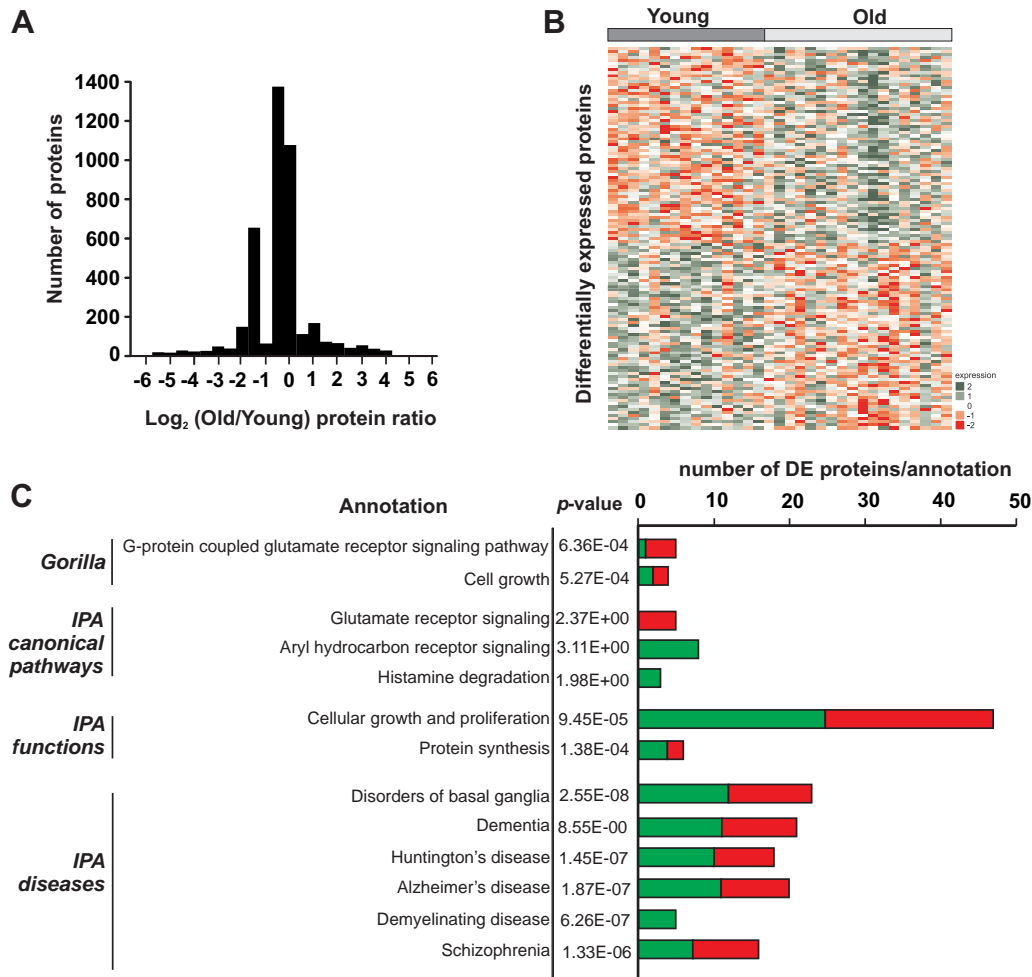 A
1400
1200
1000
800
600
400
200
0
Number of proteins
-6 -5 -4 -3 -2 -1 0 1 2 3 4 5 6
Log2 (Old/Young) protein ratio
B
Young Old
Differentially expressed proteins
expression
2
1
0
-1
-2
C
number of DE proteins/annotation
Annotation p-value 0 10 20 30 40 50
Gorilla
G-protein coupled glutamate receptor signaling pathway 6.36E-04
Cell growth 5.27E-04
IPA
canonical
pathways
Glutamate receptor signaling 2.37E+00
Aryl hydrocarbon receptor signaling 3.11E+00
Histamine degradation 1.98E+00
IPA
functions
Cellular growth and proliferation 9.45E-05
Protein synthesis 1.38E-04
IPA
diseases
Disorders of basal ganglia 2.55E-08
Dementia 8.55E-00
Huntington's disease 1.45E-07
Alzheimer's disease 1.87E-07
Demyelinating disease 6.26E-07
Schizophrenia 1.33E-06